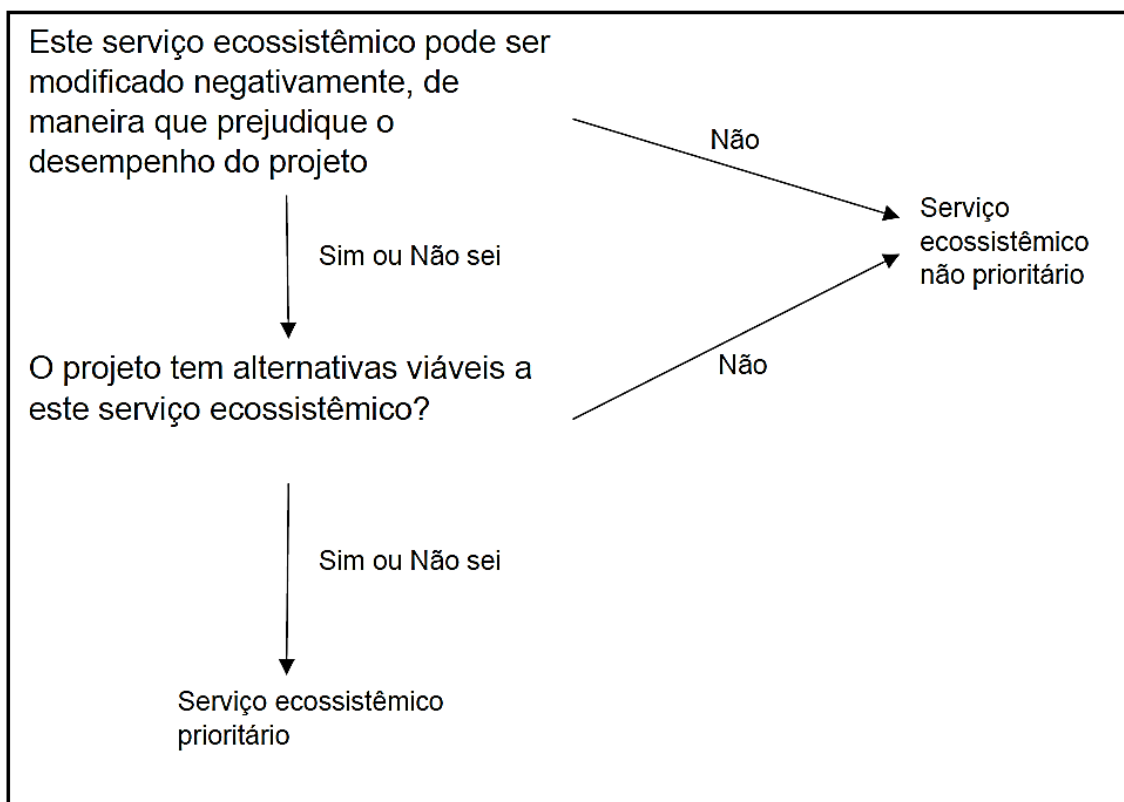 Este serviço ecossistêmico pode ser
modificado negativamente, de
maneira que prejudique o
desempenho do projeto
Não
Serviço
ecossistêmico
não prioritário
Sim ou Não sei
O projeto tem alternativas viáveis a
este serviço ecossistêmico?
Não
Sim ou Não sei
Serviço ecossistêmico
prioritário